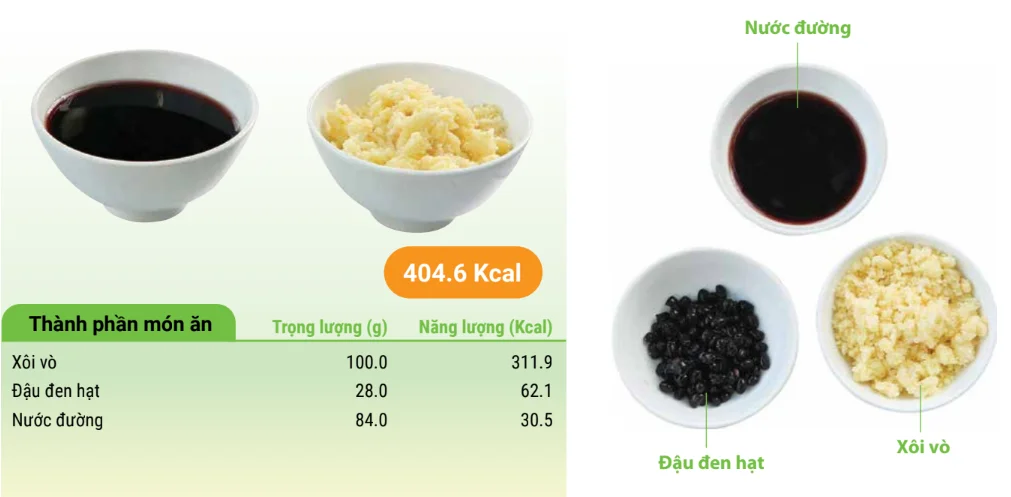 404.6 Kcal
Thành phần món ăn Trọng lượng (g) Năng lượng (Kcal)
Xôi vò 100.0 311.9
Đậu đen hạt 28.0 62.1
Nước đường 84.0 30.5
Nước đường
Đậu đen hạt
Xôi vò